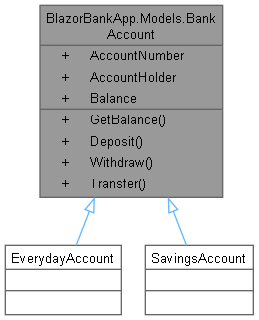 BlazorBankApp.Models.Bank
Account
+ AccountNumber
+ AccountHolder
+ Balance
+ GetBalance()
+ Deposit()
+ Withdraw()
+ Transfer()
EverydayAccount
SavingsAccount